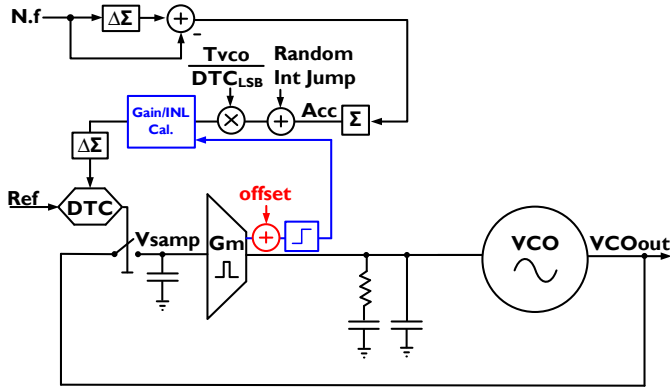 N.f
ΔΣ
+
-
Tvco
DTCLSB
Random
Int Jump
Gain/INL
Cal.
×
+
Acc
Σ
ΔΣ
Ref
DTC
Vsamp
Gm
offset
+
VCO
VCOout